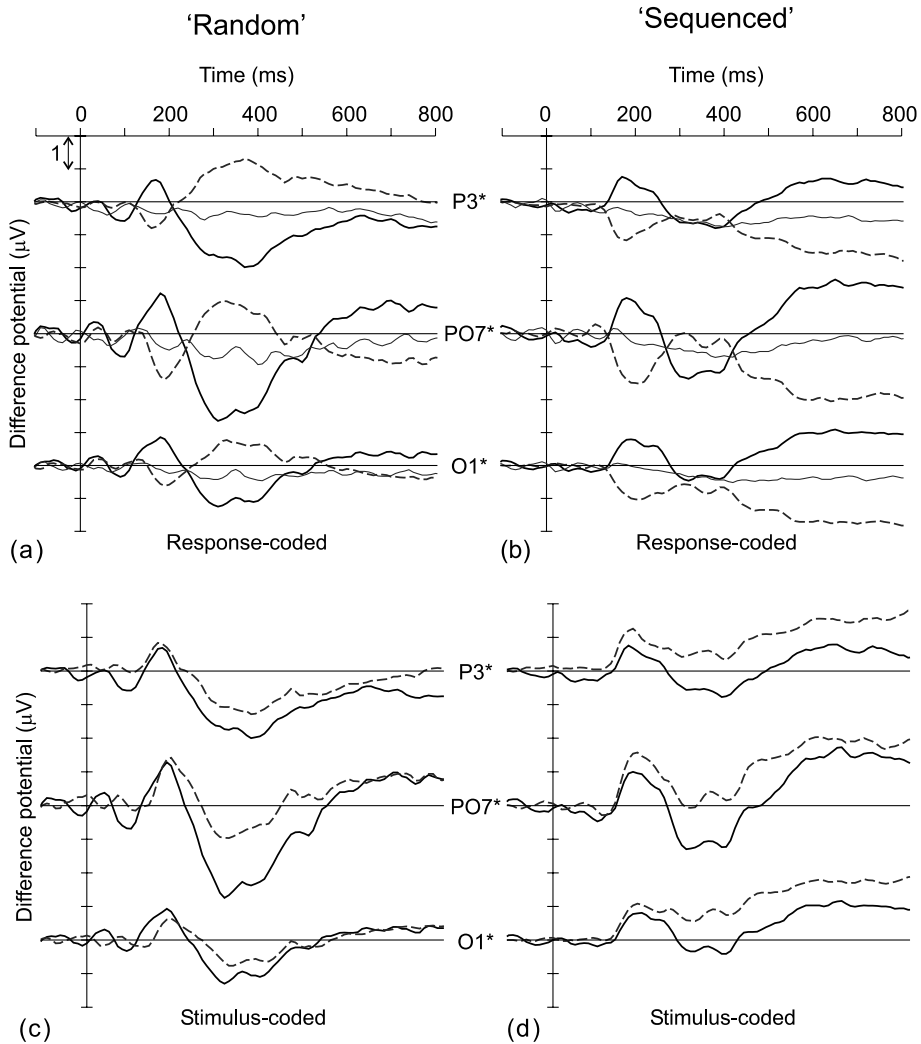 ‘Random’ ‘Sequenced’
Time (ms) Time (ms)
0 200 400 600 800 0 200 400 600 800
1
P3*
PO7*
O1*
Difference potential (μV)
(a) Response-coded (b) Response-coded
P3*
PO7*
O1*
Difference potential (μV)
(c) Stimulus-coded (d) Stimulus-coded